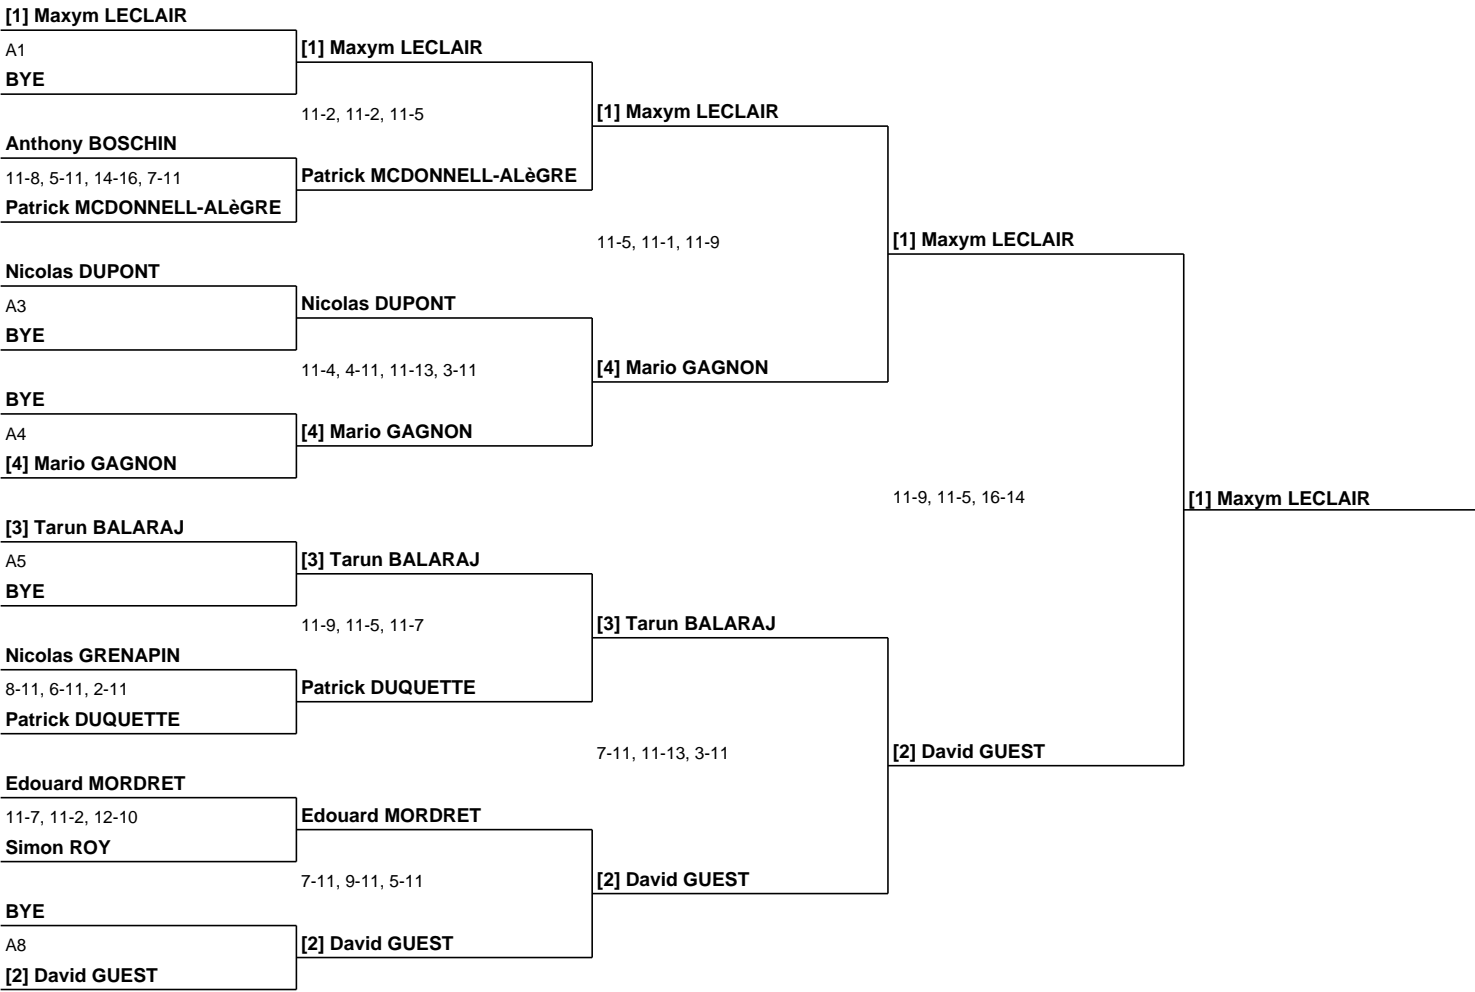 [1] Maxym LECLAIR
A1
BYE
Anthony BOSCHIN
11-8, 5-11, 14-16, 7-11
Patrick MCDONNELL-ALèGRE
Nicolas DUPONT
A3
BYE
BYE
A4
[4] Mario GAGNON
[3] Tarun BALARAJ
A5
BYE
Nicolas GRENAPIN
8-11, 6-11, 2-11
Patrick DUQUETTE
Edouard MORDRET
11-7, 11-2, 12-10
Simon ROY
BYE
A8
[2] David GUEST
[1] Maxym LECLAIR
11-2, 11-2, 11-5
Patrick MCDONNELL-ALèGRE
Nicolas DUPONT
11-4, 4-11, 11-13, 3-11
[4] Mario GAGNON
[3] Tarun BALARAJ
11-9, 11-5, 11-7
Patrick DUQUETTE
Edouard MORDRET
7-11, 9-11, 5-11
[2] David GUEST
[1] Maxym LECLAIR
11-5, 11-1, 11-9
[4] Mario GAGNON
[3] Tarun BALARAJ
7-11, 11-13, 3-11
[2] David GUEST
[1] Maxym LECLAIR
11-9, 11-5, 16-14
[2] David GUEST
[1] Maxym LECLAIR